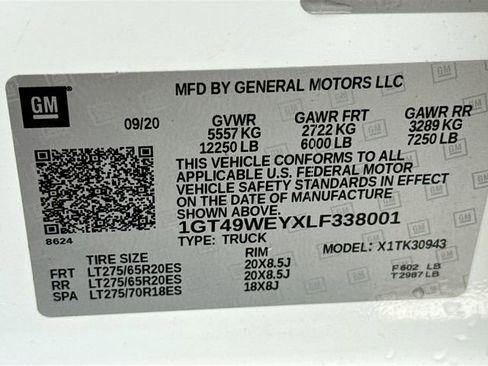 MFD BY GENERAL MOTORS LLC
GM
09/20 GVWR GAWR FRT GAWR RR
5557 KG 2722 KG 3289 KG
12250 LB 6000 LB 7250 LB
THIS VEHICLE CONFORMS TO ALL
APPLICABLE U.S. FEDERAL MOTOR
VEHICLE SAFETY STANDARDS IN EFFECT
ON THE DATE OF MANUFACTURE
SHOWN ABOVE.
1GT49WEYXLF338001
8624
TYPE: TRUCK MODEL: X1TK30943
TIRE SIZE RIM
FRT LT275/65R20ES 20X8.5J F602 LB
RR LT275/65R20ES 20X8.5J T2987LB
SPA LT275/70R18ES 18X8J